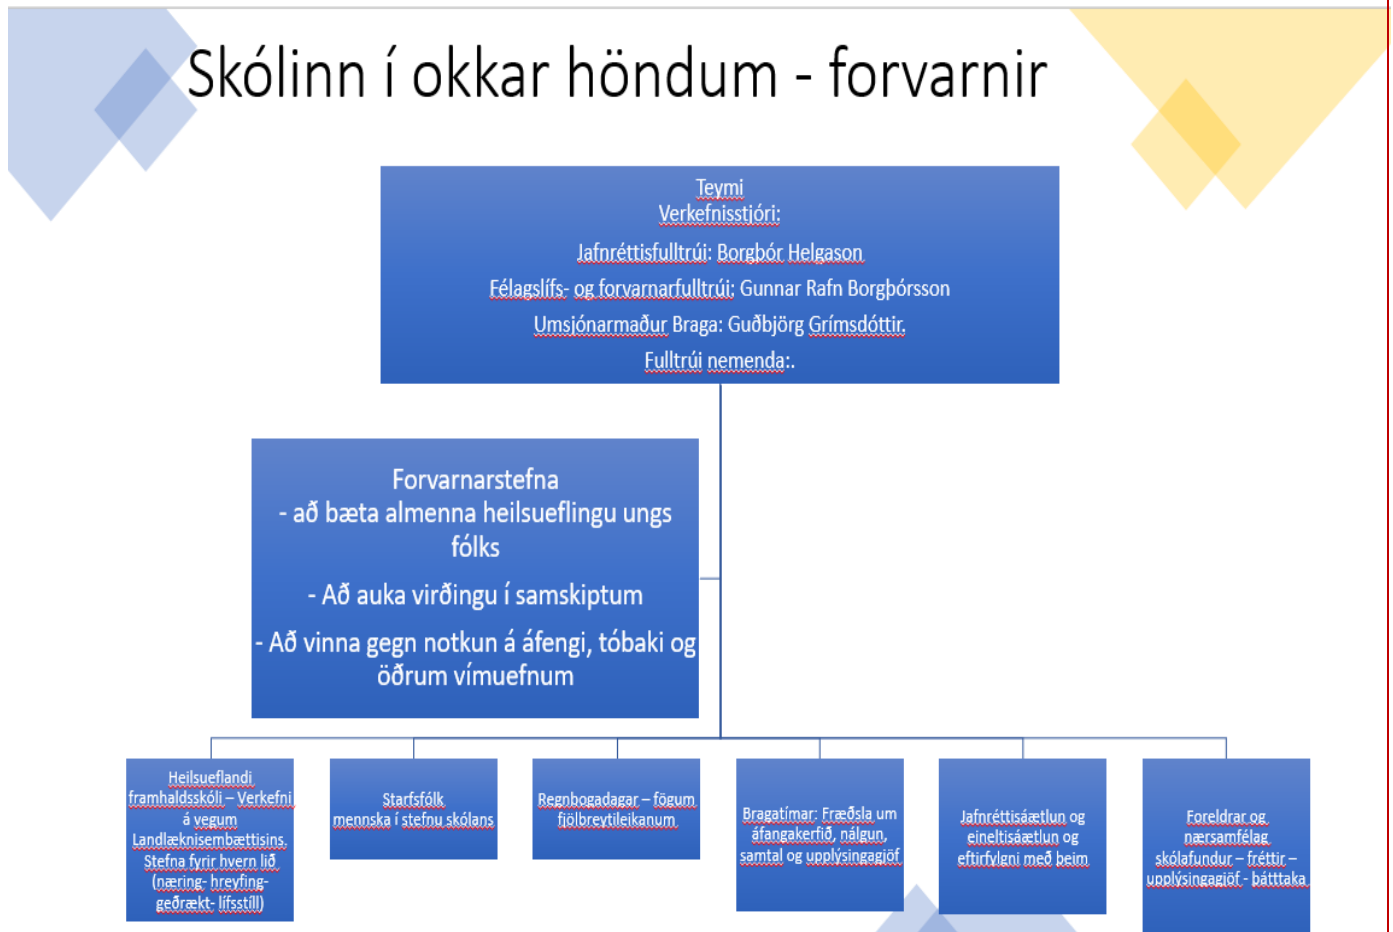 Skólinn í okkar höndum - forvarnir
Teymi
Verkefnisstjóri:
Jafnréttisfulltrúi: Borgþór Helgason
Félagslífs- og forvarnarfulltrúi: Gunnar Rafn Borgþórsson
Umsjónarmaður Braga: Guðbjörg Grímsdóttir.
Fulltrúi nemenda:.
Forvarnarstefna
- að bæta almenna heilsueflingu ungs
fólks
- Að auka virðingu í samskiptum
- Að vinna gegn notkun á áfengi, tóbaki og
öðrum vímuefnum
Heilsueflandi
framhaldsskóli – Verkefni
á vegum
Landlæknisembættisins.
Stefna fyrir hvern lið
(næring- hreyfing-
geðrækt- lífsstíll)
Starfsfólk
mennska í stefnu skólans
Regnbogadagar – fögum
fjölbreytileikanum
Bragatímar: Fræðsla um
áfangakerfið, nálgun,
samtal og upplýsingagjöf
Jafnréttisáætlun og
eineltisáætlun og
eftirfylgni með þeim
Foreldrar og
nærsamfélag
skólafundur – fréttir –
upplýsingagjöf - þátttaka